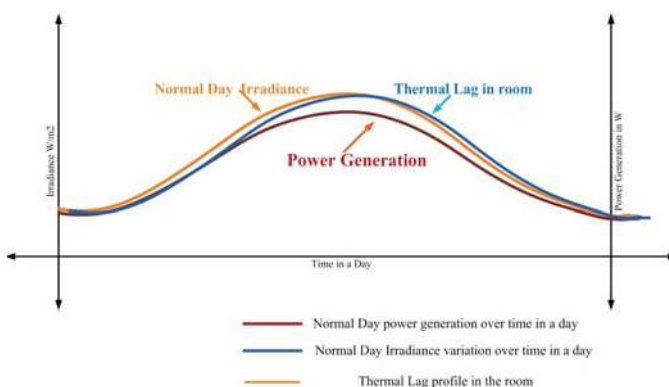 Normal Day Irradiance
Thermal Lag in room
Power Generation
Irradiance W/m2
Power Generation in W
Time in a Day
Normal Day power generation over time in a day
Normal Day Irradiance variation over time in a day
Thermal Lag profile in the room